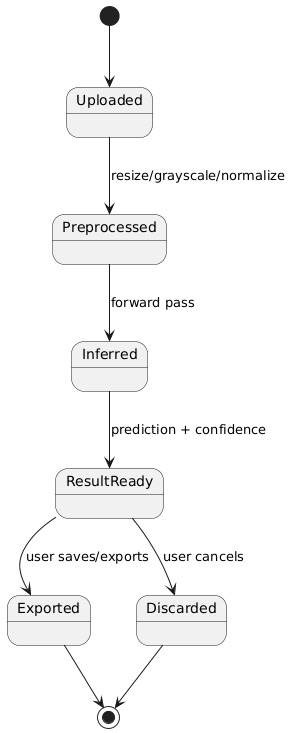 Uploaded
resize/grayscale/normalize
Preprocessed
forward pass
Inferred
prediction + confidence
ResultReady
user saves/exports
user cancels
Exported
Discarded